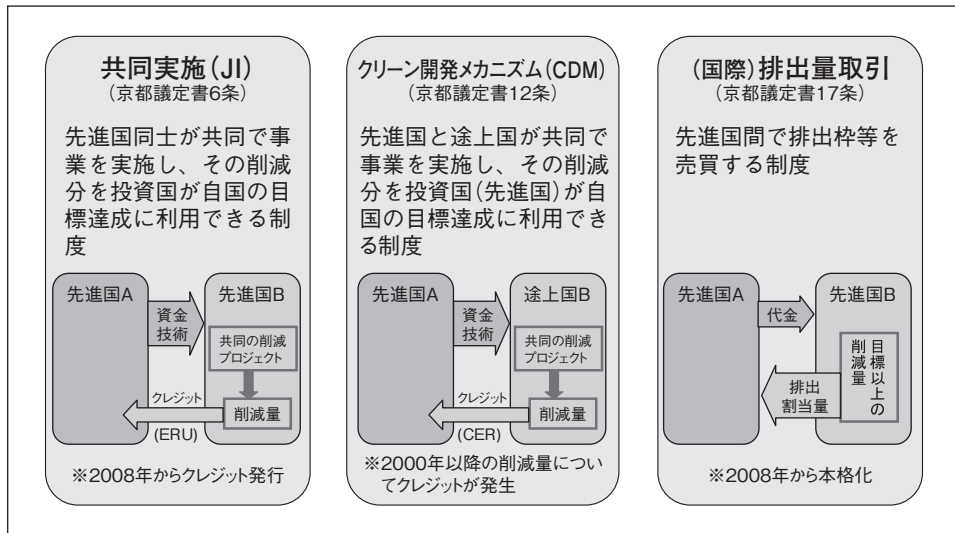 共同実施(JI)
(京都議定書6条)
先進国同士が共同で事
業を実施し、その削減
分を投資国が自国の目
標達成に利用できる制
度
先進国A
資金
技術
先進国B
共同の削減
プロジェクト
クレジット
削減量
(ERU)
※2008年からクレジット発行
クリーン開発メカニズム(CDM)
(京都議定書12条)
先進国と途上国が共同で
事業を実施し、その削減
分を投資国(先進国)が自
国の目標達成に利用でき
る制度
先進国A
資金
技術
途上国B
共同の削減
プロジェクト
クレジット
削減量
(CER)
※2000年以降の削減量につい
てクレジットが発生
(国際)排出量取引
(京都議定書17条)
先進国間で排出枠等を
売買する制度
先進国A
代金
先進国B
目標以上の
削減量
排出
割当量
※2008年から本格化